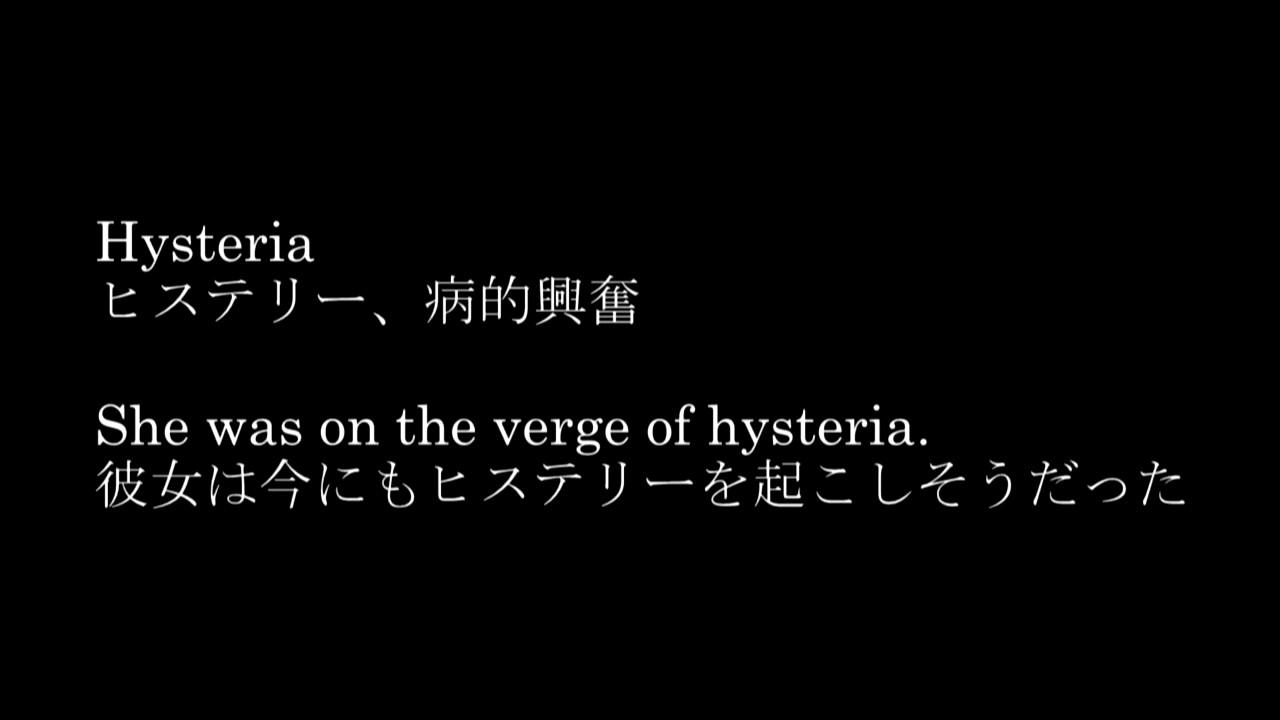 Hysteria
ヒステリー、病的興奮
She was on the verge of hysteria.
彼女は今にもヒステリーを起こしそうだった